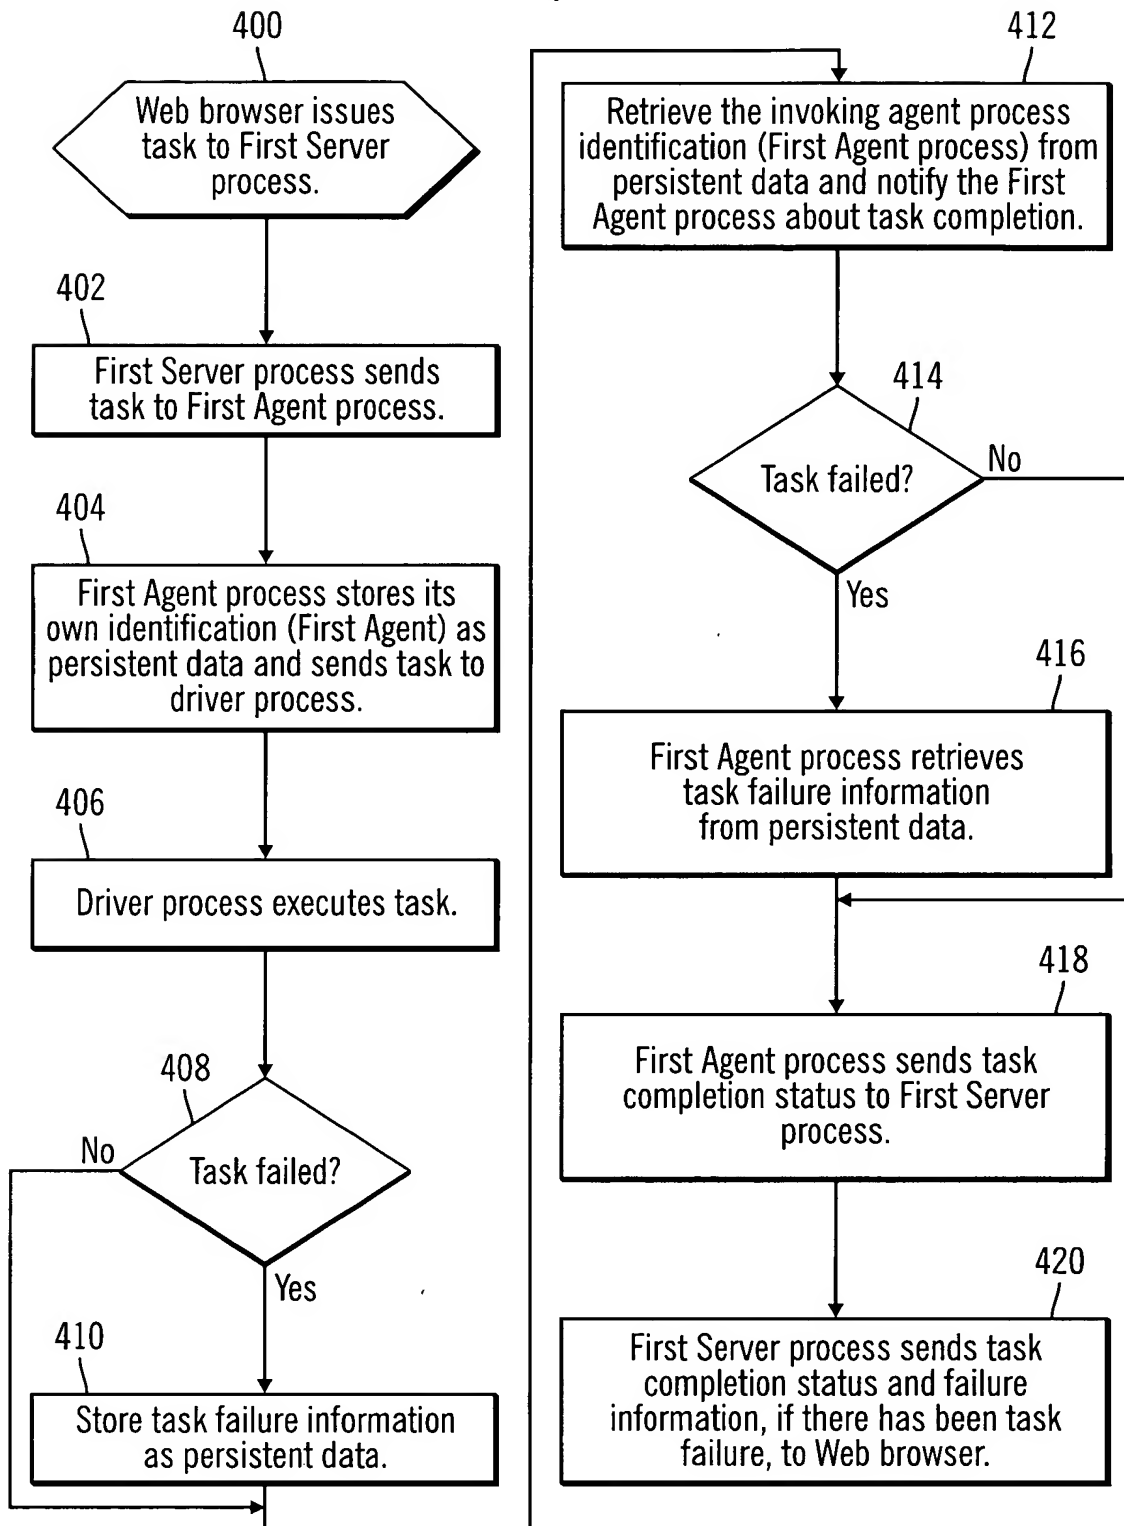 400
Web browser issues
task to First Server
process.
402
First Server process sends
task to First Agent process.
404
First Agent process stores its
own identification (First Agent) as
persistent data and sends task to
driver process.
406
Driver process executes task.
408
Task failed?
No
Yes
410
Store task failure information
as persistent data.
412
Retrieve the invoking agent process
identification (First Agent process) from
persistent data and notify the First
Agent process about task completion.
414
Task failed?
No
Yes
416
First Agent process retrieves
task failure information
from persistent data.
418
First Agent process sends task
completion status to First Server
process.
420
First Server process sends task
completion status and failure
information, if there has been task
failure, to Web browser.